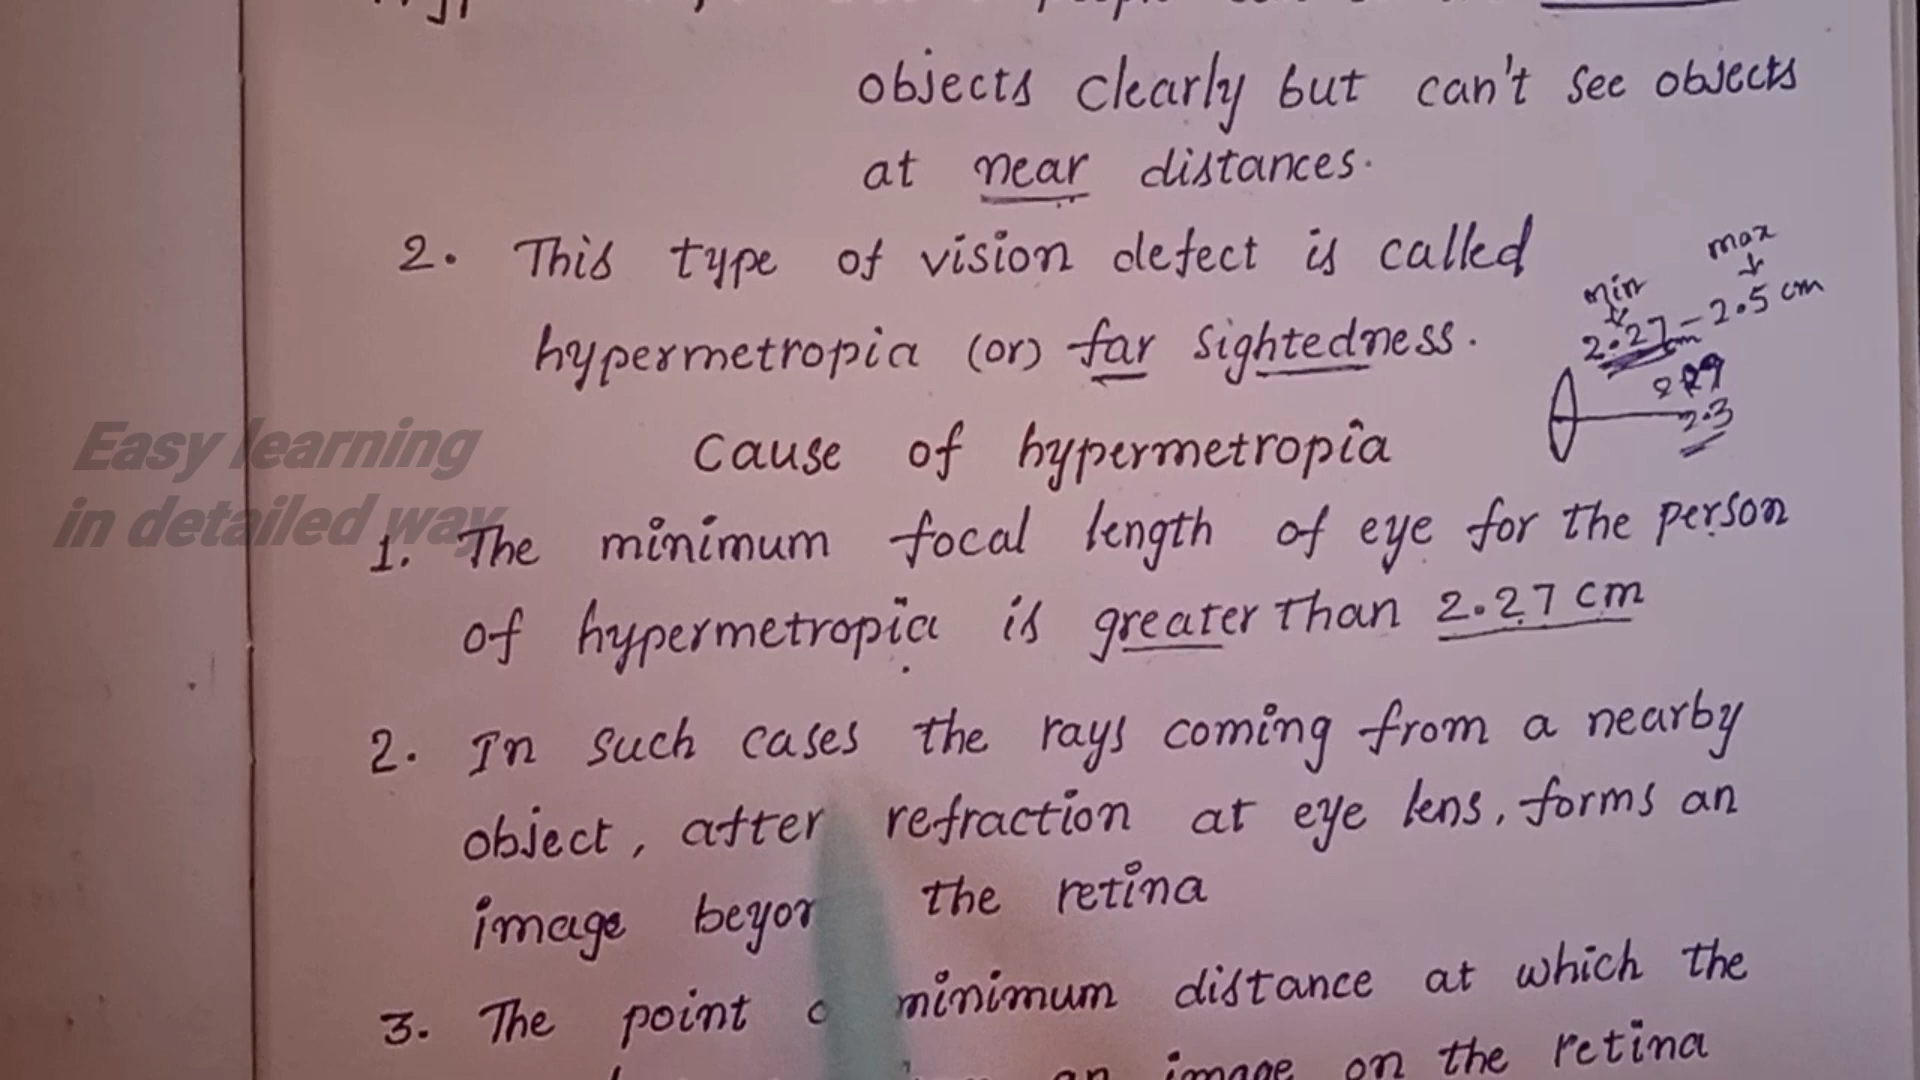 objects clearly but can't see objects
at near distances.
2. This type of vision defect is called
hypermetropia (or) far sightedness.
max
min
2.27 cm - 2.5 cm
2.3
Cause of hypermetropia
Easy learning
in detailed way
1. The minimum focal length of eye for the person
of hypermetropia is greater than 2.27 cm
2. In such cases the rays coming from a nearby
object, after refraction at eye lens, forms an
image the retina
3. The point minimum distance at which the
an image on the retina